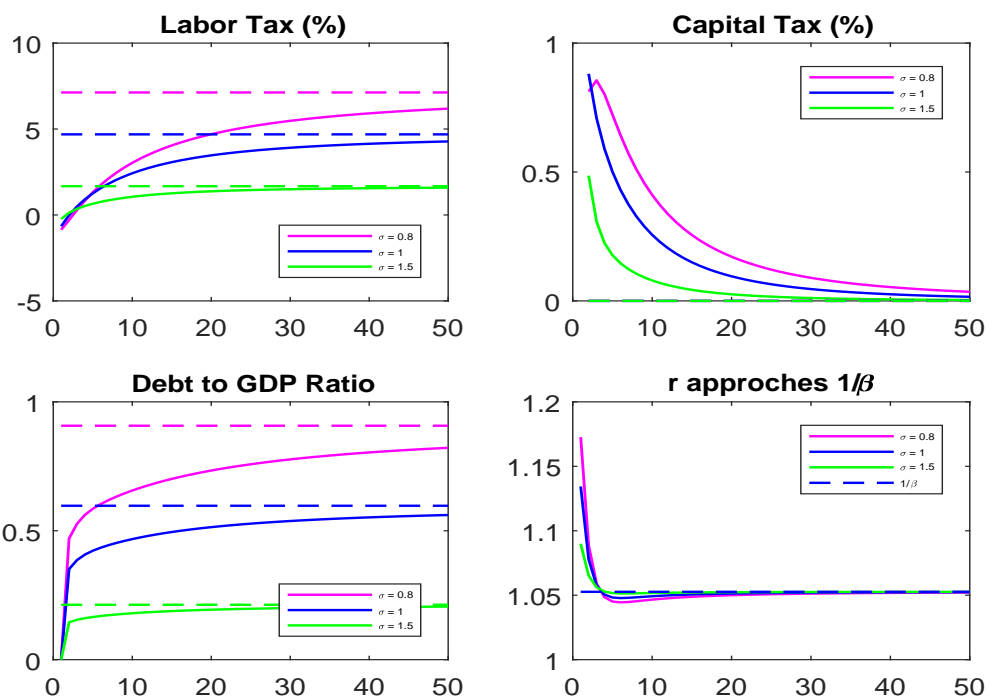 Labor Tax (%)
10
5
0
-5
0 10 20 30 40 50
σ = 0.8
σ = 1
σ = 1.5
Capital Tax (%)
1
0.5
0
0 10 20 30 40 50
σ = 0.8
σ = 1
σ = 1.5
Debt to GDP Ratio
1
0.5
0
0 10 20 30 40 50
σ = 0.8
σ = 1
σ = 1.5
r approches 1/β
1.2
1.15
1.1
1.05
1
0 10 20 30 40 50
σ = 0.8
σ = 1
σ = 1.5
1/β